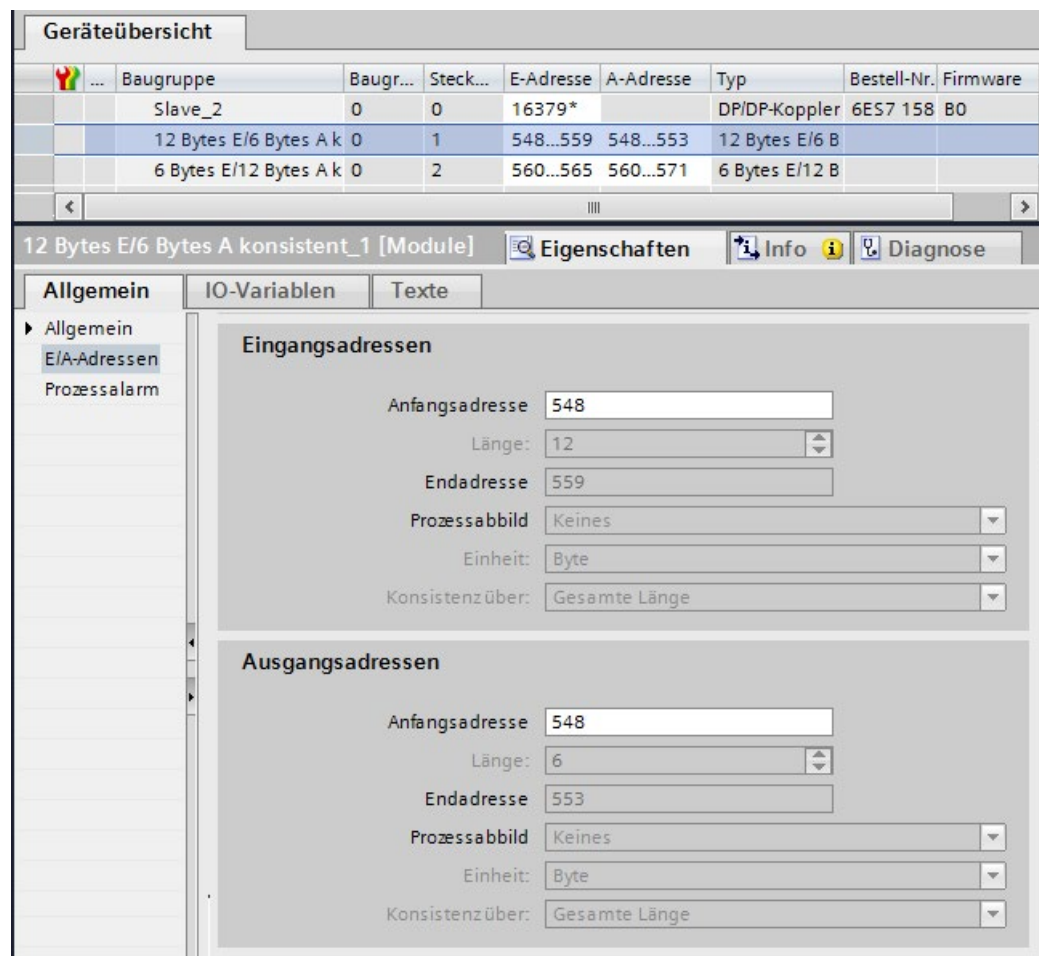 Geräteübersicht
... Baugruppe Baugr... Steck... E-Adresse A-Adresse Typ Bestell-Nr. Firmware
Slave_2 0 0 16379* DP/DP-Koppler 6ES7 158 B0
12 Bytes E/6 Bytes A k 0 1 548...559 548...553 12 Bytes E/6 B
6 Bytes E/12 Bytes A k 0 2 560...565 560...571 6 Bytes E/12 B
12 Bytes E/6 Bytes A konsistent_1 [Module] Eigenschaften Info Diagnose
Allgemein IO-Variablen Texte
Allgemein
E/A-Adressen
Prozessalarm
Eingangsadressen
Anfangsadresse 548
Länge: 12
Endadresse 559
Prozessabbild Keines
Einheit: Byte
Konsistenz über: Gesamte Länge
Ausgangsadressen
Anfangsadresse 548
Länge: 6
Endadresse 553
Prozessabbild Keines
Einheit: Byte
Konsistenz über: Gesamte Länge